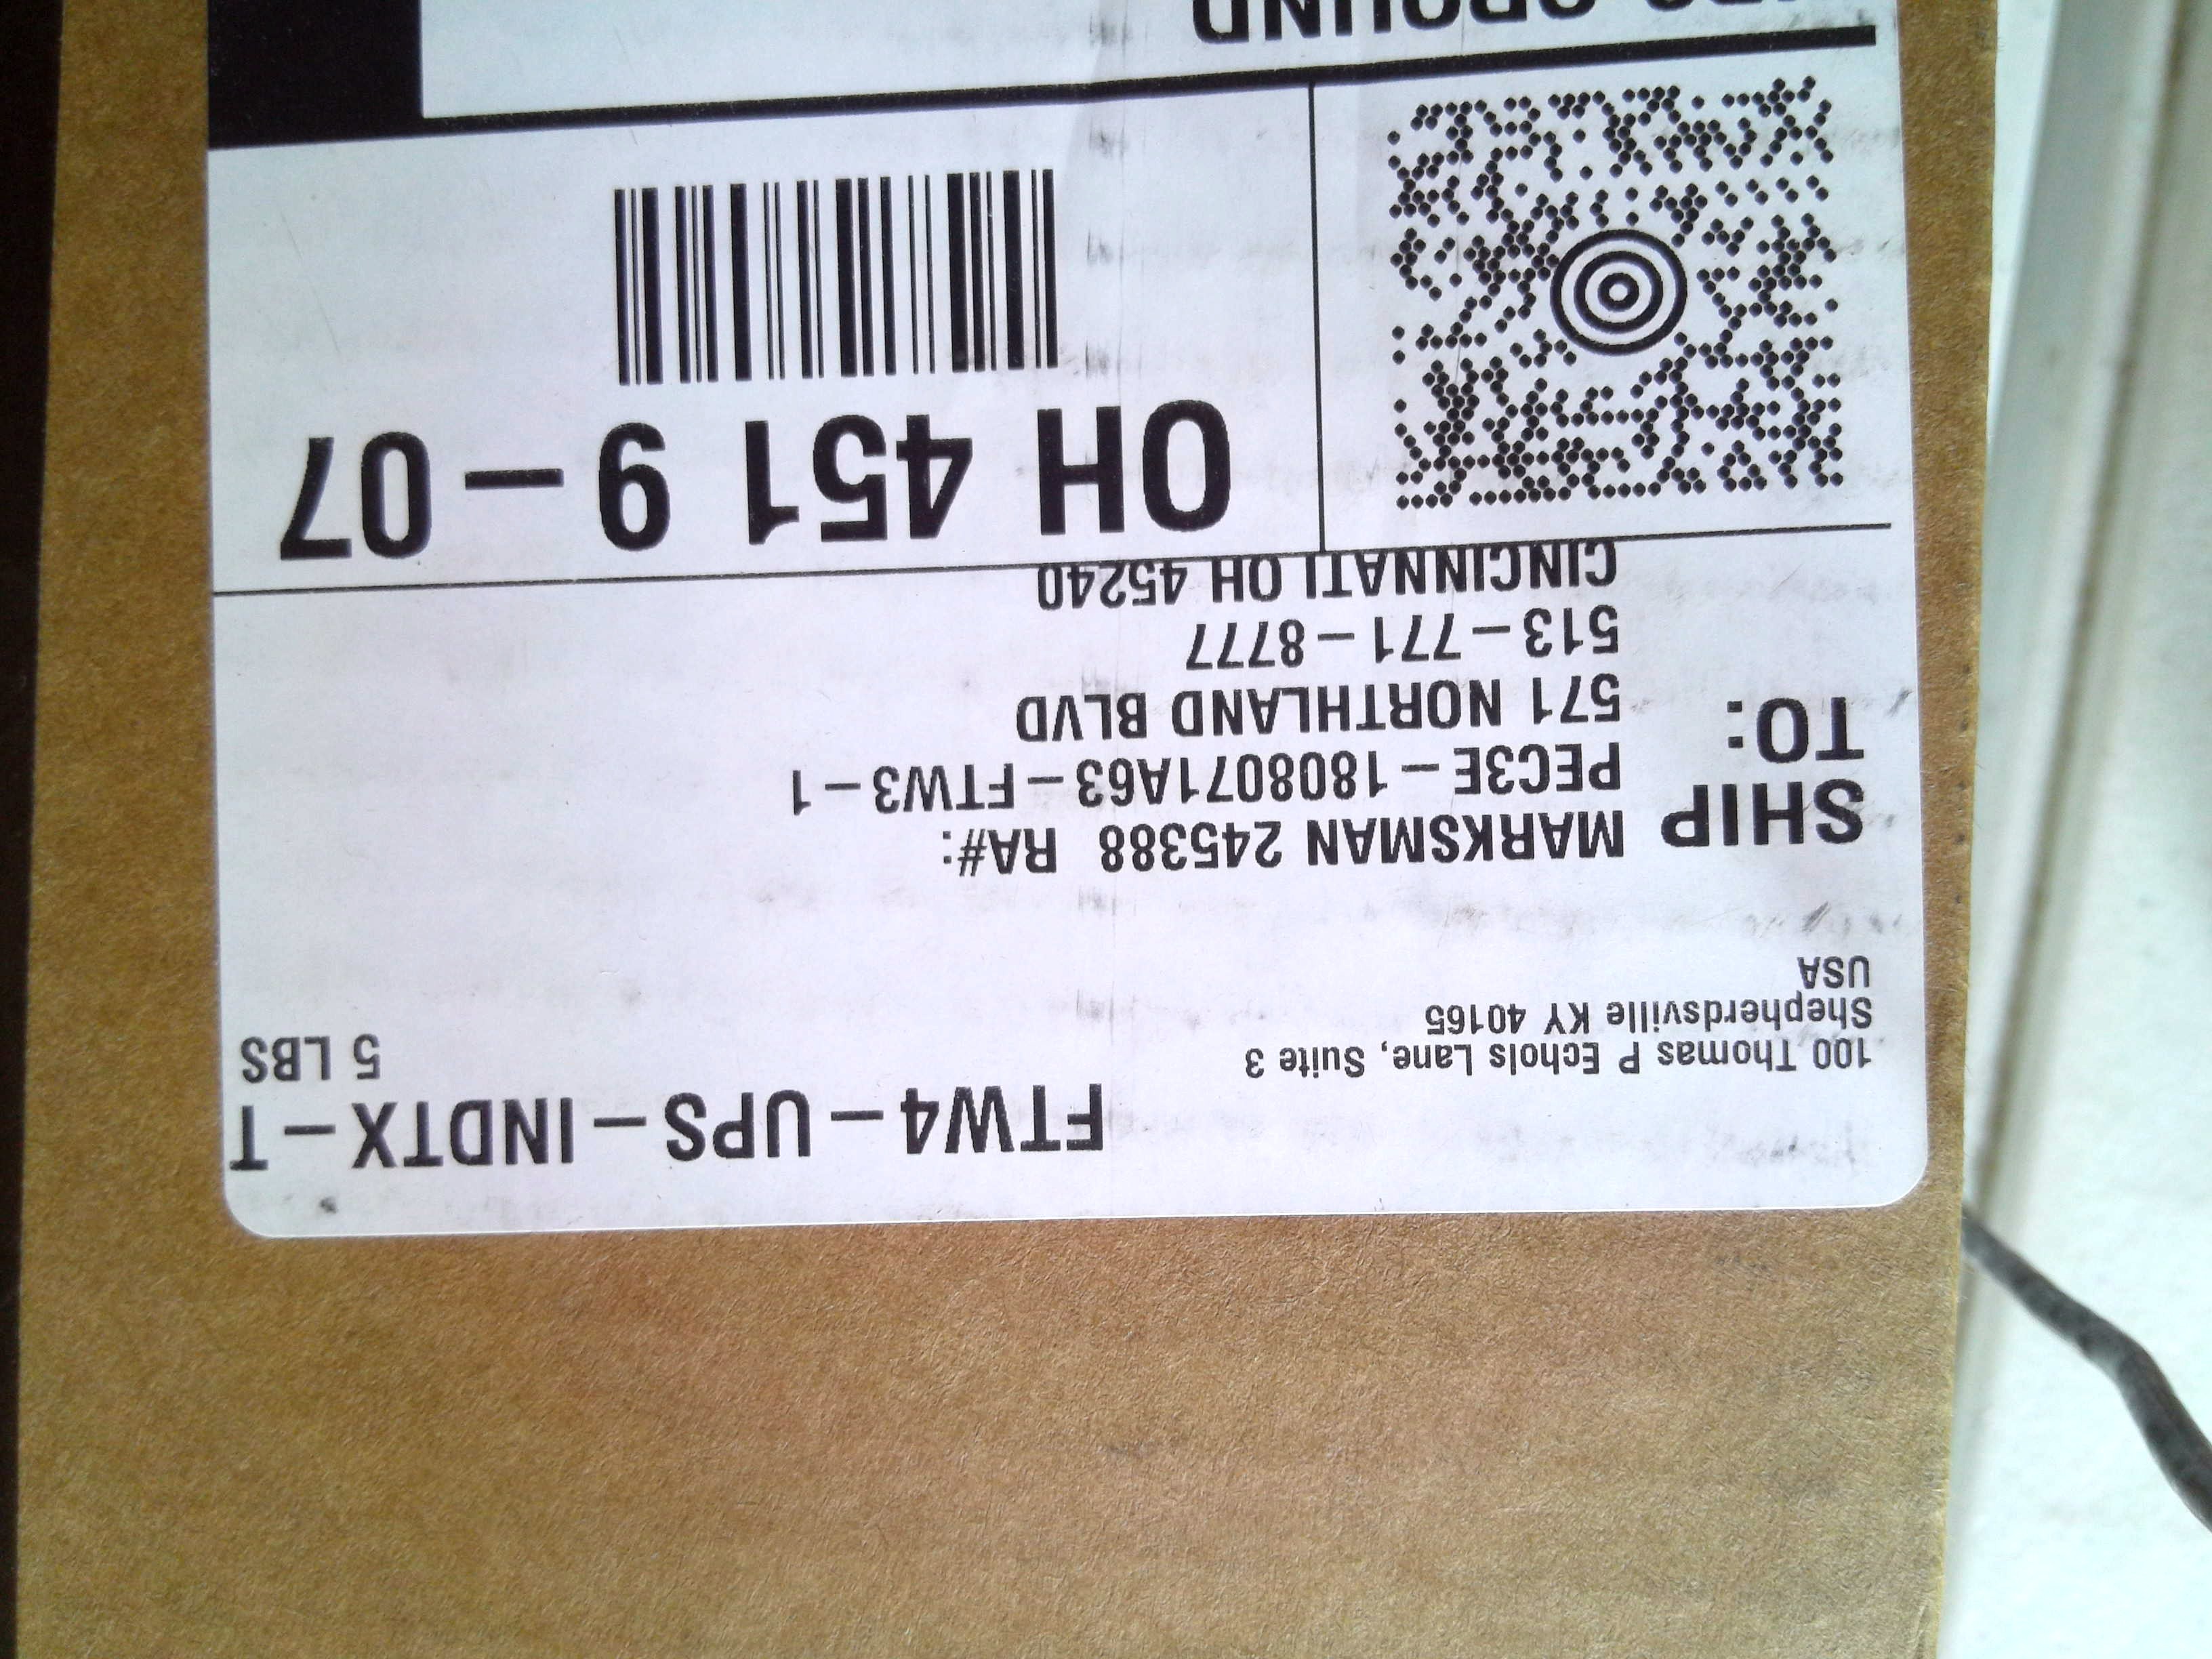 FTW4-UPS-INDTX-T
5 LBS
100 Thomas P Echols Lane, Suite 3
Shepherdsville KY 40165
USA
SHIP
TO:
MARKSMAN 245388 RA#:
PEC3E-1808071A63-FTW3-1
571 NORTHLAND BLVD
513-771-8777
CINCINNATI OH 45240
OH 451 9-07
GROUND